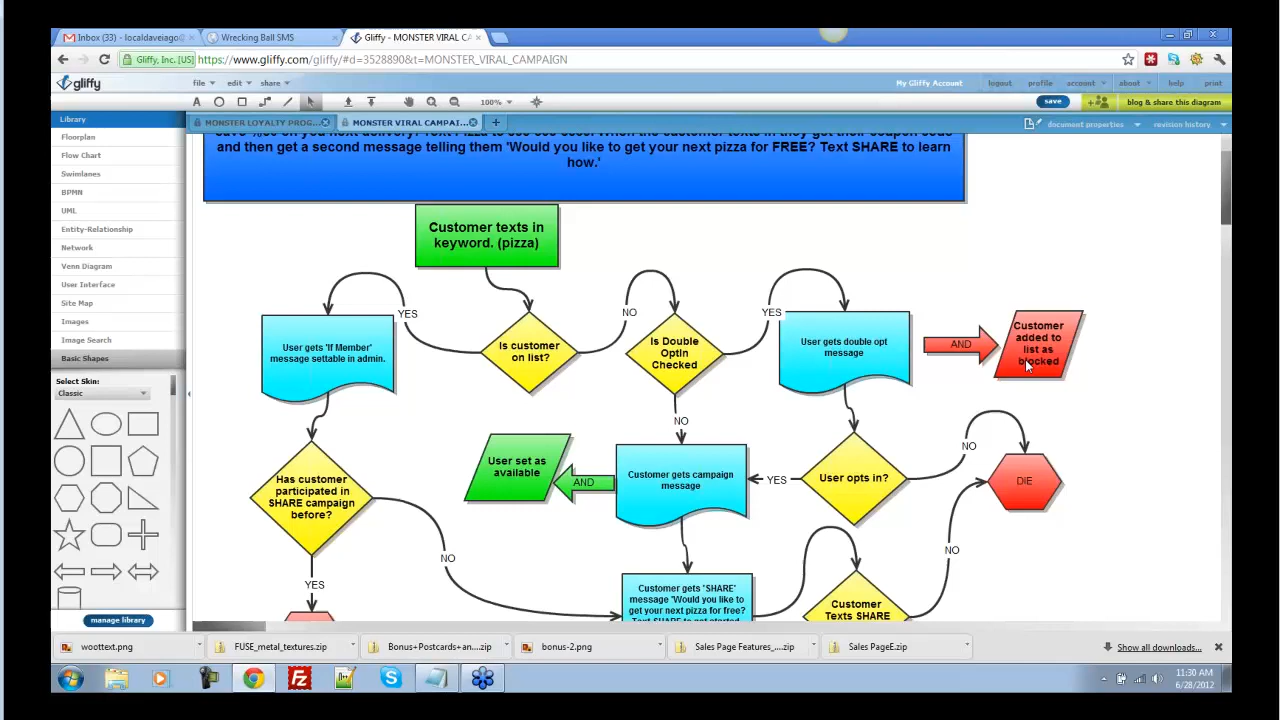 Inbox (33) - localdaveiago@
Wrecking Ball SMS
Gliffy - MONSTER VIRAL CA
Gliffy, Inc. [US]
https://www.gliffy.com/gliffy/#d=3528890&t=MONSTER_VIRAL_CAMPAIGN
gliffy
file
edit
share
My Gliffy Account
logout
profile
account
about
help
print
A
100%
save
blog & share this diagram
Library
MONSTER LOYALTY PROG...
MONSTER VIRAL CAMPAI...
+
document properties
revision history
Floorplan
Flow Chart
Swimlanes
BPMN
UML
Entity-Relationship
Network
Venn Diagram
User Interface
Site Map
Images
Image Search
Basic Shapes
Select Skin:
Classic
manage library
and then get a second message telling them 'Would you like to get your next pizza for FREE? Text SHARE to learn
how.'
Customer texts in
keyword. (pizza)
YES
NO
YES
User gets 'If Member'
message settable in admin.
Is customer
on list?
Is Double
OptIn
Checked
User gets double opt
message
AND
Customer
added to
list as
blocked
NO
Has customer
participated in
SHARE campaign
before?
User set as
available
AND
Customer gets campaign
message
YES
User opts in?
NO
DIE
NO
NO
YES
Customer gets 'SHARE'
message 'Would you like to
get your next pizza for free?
Text SHARE to get started
Customer
Texts SHARE
woottext.png
FUSE_metal_textures.zip
Bonus+Postcards+an....zip
bonus-2.png
Sales Page Features_....zip
Sales PageE.zip
Show all downloads...
11:30 AM
6/28/2012